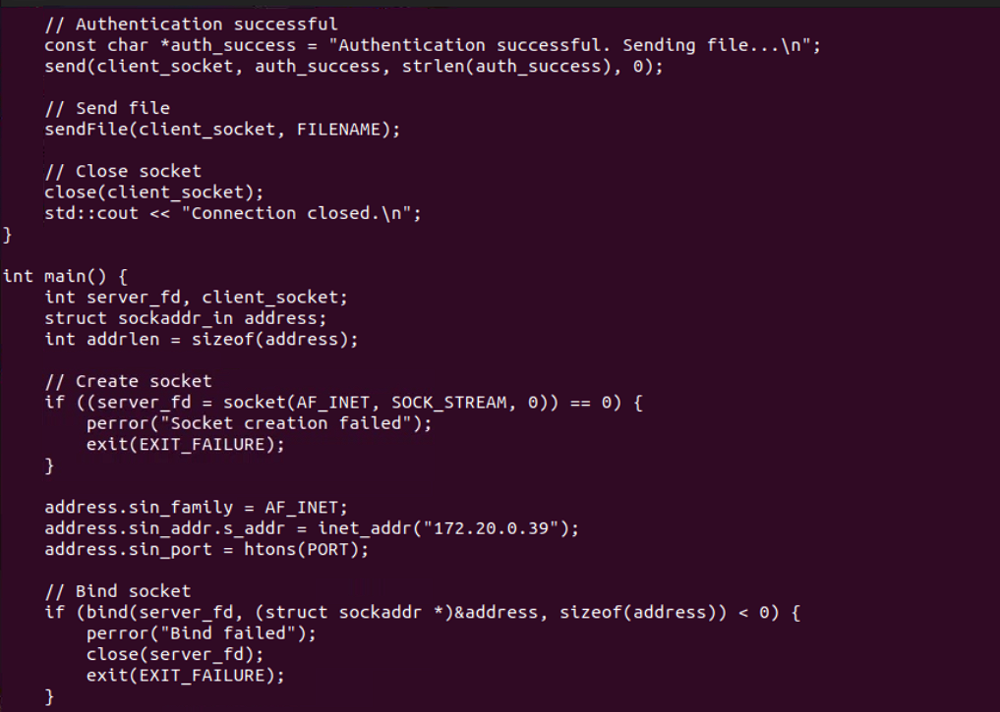 // Authentication successful
    const char *auth_success = "Authentication successful. Sending file...\n";
    send(client_socket, auth_success, strlen(auth_success), 0);

    // Send file
    sendFile(client_socket, FILENAME);

    // Close socket
    close(client_socket);
    std::cout << "Connection closed.\n";
}

int main() {
    int server_fd, client_socket;
    struct sockaddr_in address;
    int addrlen = sizeof(address);

    // Create socket
    if ((server_fd = socket(AF_INET, SOCK_STREAM, 0)) == 0) {
        perror("Socket creation failed");
        exit(EXIT_FAILURE);
    }

    address.sin_family = AF_INET;
    address.sin_addr.s_addr = inet_addr("172.20.0.39");
    address.sin_port = htons(PORT);

    // Bind socket
    if (bind(server_fd, (struct sockaddr *)&address, sizeof(address)) < 0) {
        perror("Bind failed");
        close(server_fd);
        exit(EXIT_FAILURE);
    }